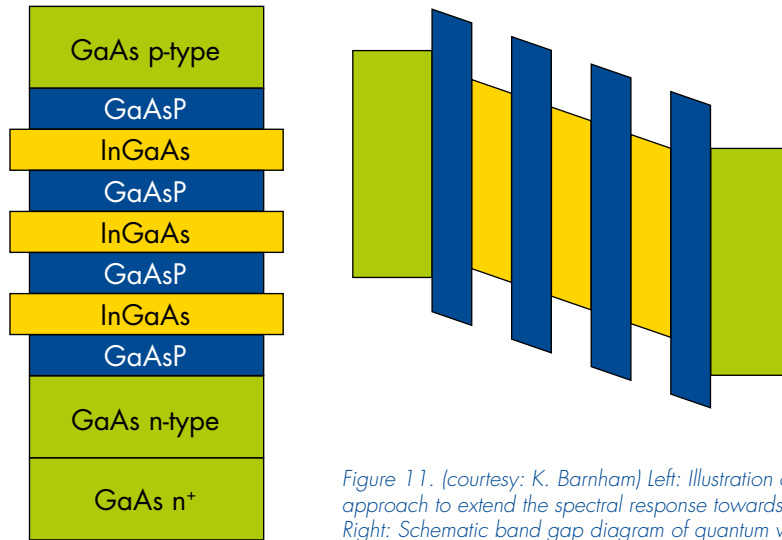 GaAs p-type
GaAsP
InGaAs
GaAsP
InGaAs
GaAsP
InGaAs
GaAsP
GaAs n-type
GaAs n⁺
Figure 11. (courtesy: K. Barnham) Left: Illustration
approach to extend the spectral response towards
Right: Schematic band gap diagram of quantum